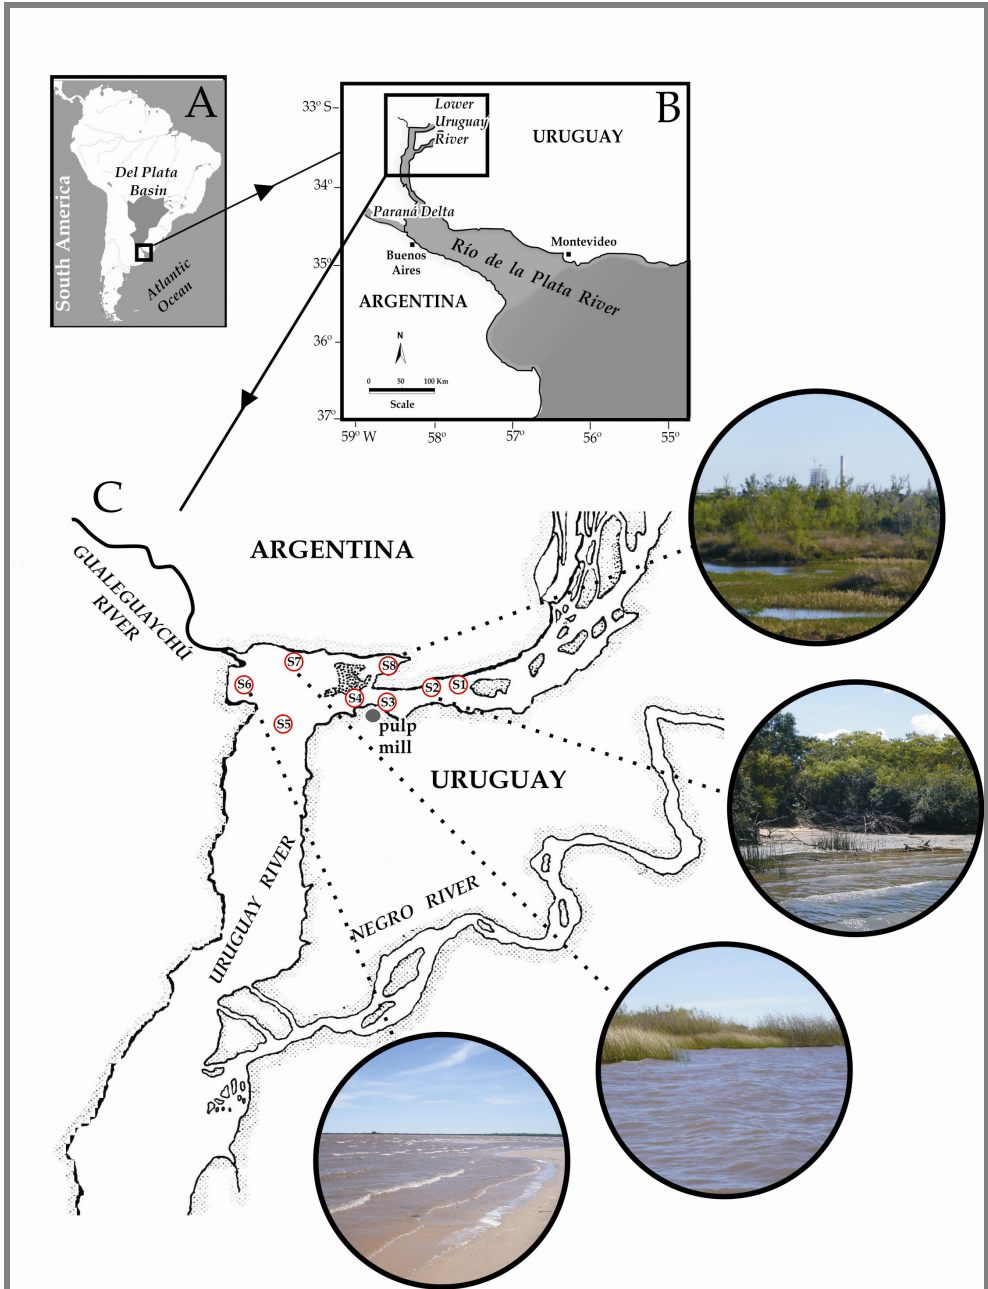 A
Del Plata
Basin
South America
Atlantic
Ocean
B
33° S
34°
35°
36°
37°
59° W
58°
57°
56°
55°
Lower
Uruguay
River
URUGUAY
Paraná Delta
Montevideo
Buenos
Aires
Río de la Plata River
ARGENTINA
N
0 50 100 Km
Scale
C
ARGENTINA
GUALEGUAYCHÚ
RIVER
S7
S8
S6
S2
S1
S4
S3
S5
pulp
mill
URUGUAY
URUGUAY RIVER
NEGRO RIVER